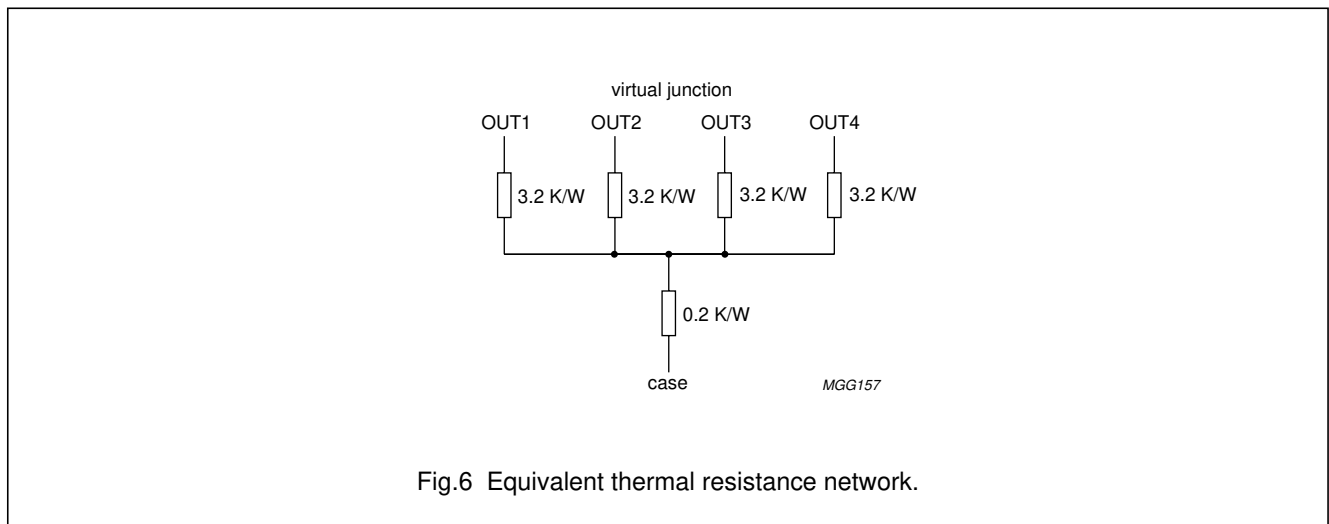 virtual junction
OUT1 OUT2 OUT3 OUT4
3.2 K/W 3.2 K/W 3.2 K/W 3.2 K/W
0.2 K/W
case
MGG157
Fig.6 Equivalent thermal resistance network.